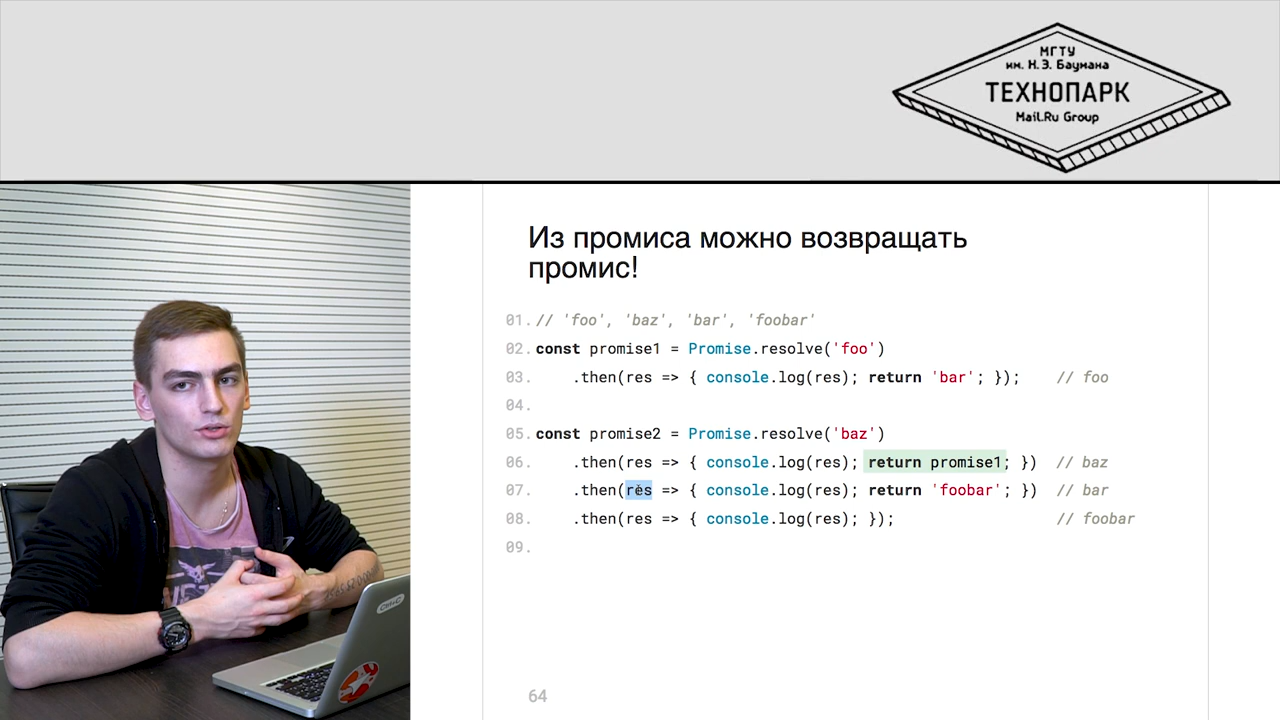 МГТУ
им. Н.Э. Баумана
ТЕХНОПАРК
Mail.Ru Group
Из промиса можно возвращать
промис!
01. // 'foo', 'baz', 'bar', 'foobar'
02. const promise1 = Promise.resolve('foo')
03. .then(res => { console.log(res); return 'bar'; }); // foo
04.
05. const promise2 = Promise.resolve('baz')
06. .then(res => { console.log(res); return promise1; }) // baz
07. .then(res => { console.log(res); return 'foobar'; }) // bar
08. .then(res => { console.log(res); }); // foobar
09.
64
Ctrl+C